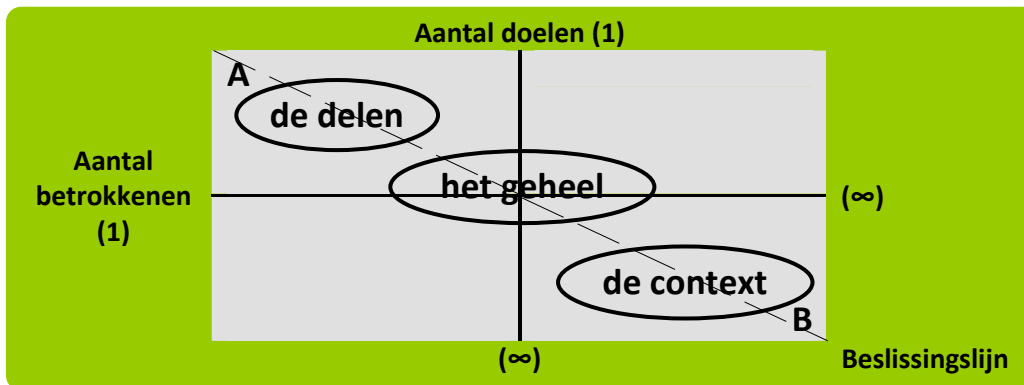 Aantal doelen (1)
A
de delen
Aantal
betrokkenen
(1)
het geheel
(∞)
de context
B
(∞)
Beslissingslijn